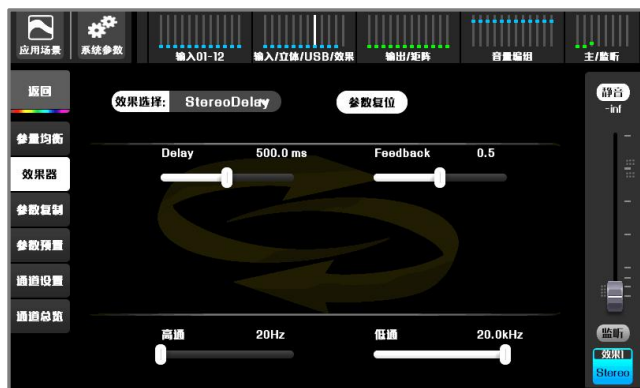 应用场景
系统参数
输入01-12
输入/立体/USB/效果
输出/矩阵
音量编组
主/监听
返回
效果选择: StereoDelay
参数复位
静音
-inf
参量均衡
效果器
参数复制
参数预置
通道设置
通道总览
Delay 500.0 ms
Feedback 0.5
高通 20Hz
低通 20.0kHz
监听
效果1
Stereo